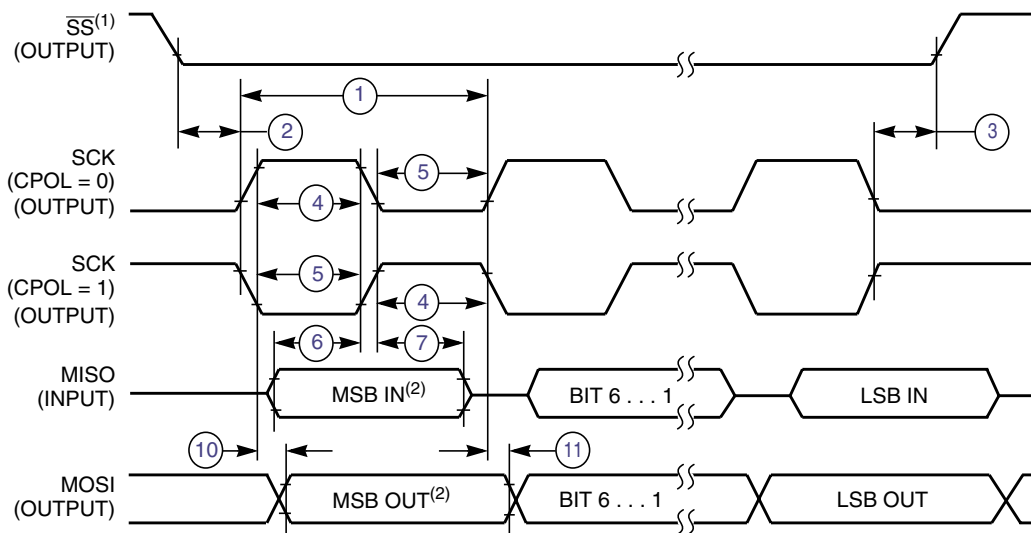 SS(1)
(OUTPUT)
1
2
3
SCK
(CPOL = 0)
(OUTPUT)
5
4
SCK
(CPOL = 1)
(OUTPUT)
5
4
6
7
MISO
(INPUT)
MSB IN(2)
BIT 6 . . . 1
LSB IN
10
11
MOSI
(OUTPUT)
MSB OUT(2)
BIT 6 . . . 1
LSB OUT